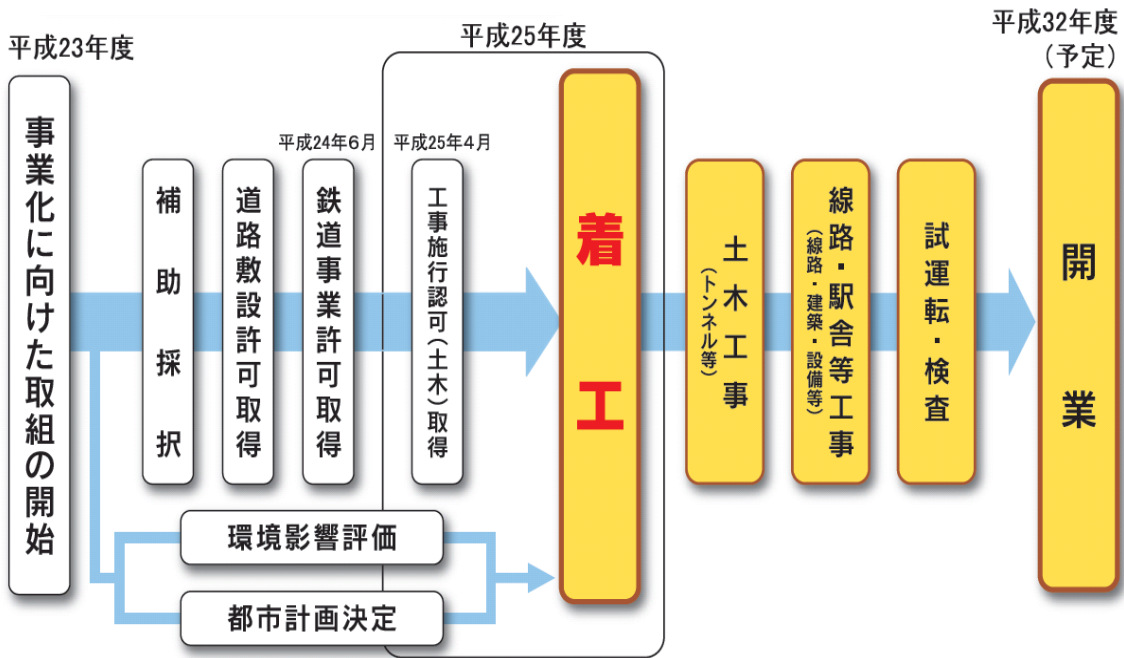 平成23年度
事業化に向けた取組の開始
補助採択
道路敷設許可取得
平成24年6月
鉄道事業許可取得
平成25年度
平成25年4月
工事施行認可(土木)取得
環境影響評価
都市計画決定
着工
土木工事
(トンネル等)
線路・駅舎等工事
(線路・建築・設備等)
試運転・検査
平成32年度
(予定)
開業